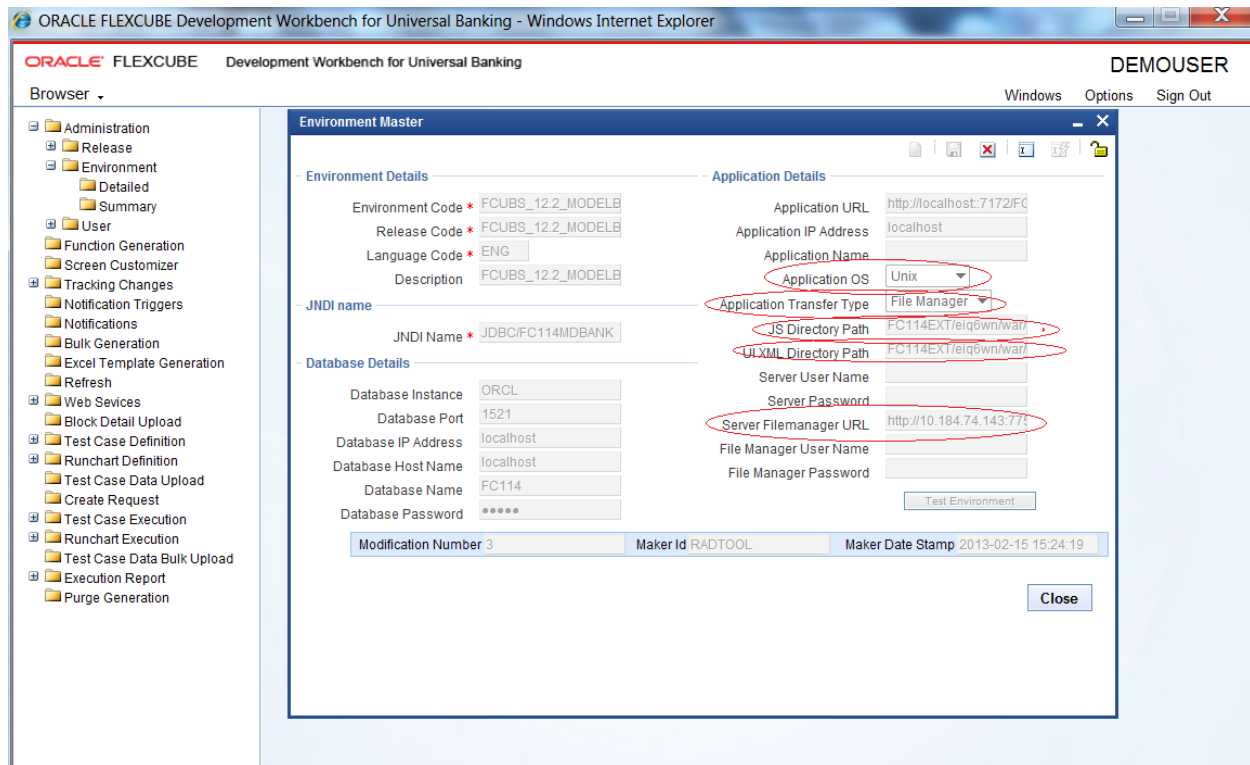 ORACLE FLEXCUBE Development Workbench for Universal Banking - Windows Internet Explorer
ORACLE FLEXCUBE Development Workbench for Universal Banking
DEMOUSER
Browser
Windows Options Sign Out
Administration
Release
Environment
Detailed
Summary
User
Function Generation
Screen Customizer
Tracking Changes
Notification Triggers
Notifications
Bulk Generation
Excel Template Generation
Refresh
Web Sevices
Block Detail Upload
Test Case Definition
Runchart Definition
Test Case Data Upload
Create Request
Test Case Execution
Runchart Execution
Test Case Data Bulk Upload
Execution Report
Purge Generation
Environment Master
Environment Details
Environment Code * FCUBS_12.2_MODELB
Release Code * FCUBS_12.2_MODELB
Language Code * ENG
Description FCUBS_12.2_MODELB
JNDI name
JNDI Name * JDBC/FC114MDBANK
Database Details
Database Instance ORCL
Database Port 1521
Database IP Address localhost
Database Host Name localhost
Database Name FC114
Database Password •••••
Application Details
Application URL http://localhost::7172/FC
Application IP Address localhost
Application Name
Application OS Unix
Application Transfer Type File Manager
JS Directory Path FC114EXT/eiq6wn/war/
UI XML Directory Path FC114EXT/eiq6wn/war/
Server User Name
Server Password
Server Filemanager URL http://10.184.74.143:775
File Manager User Name
File Manager Password
Test Environment
Modification Number 3 Maker Id RADTOOL Maker Date Stamp 2013-02-15 15:24:19
Close